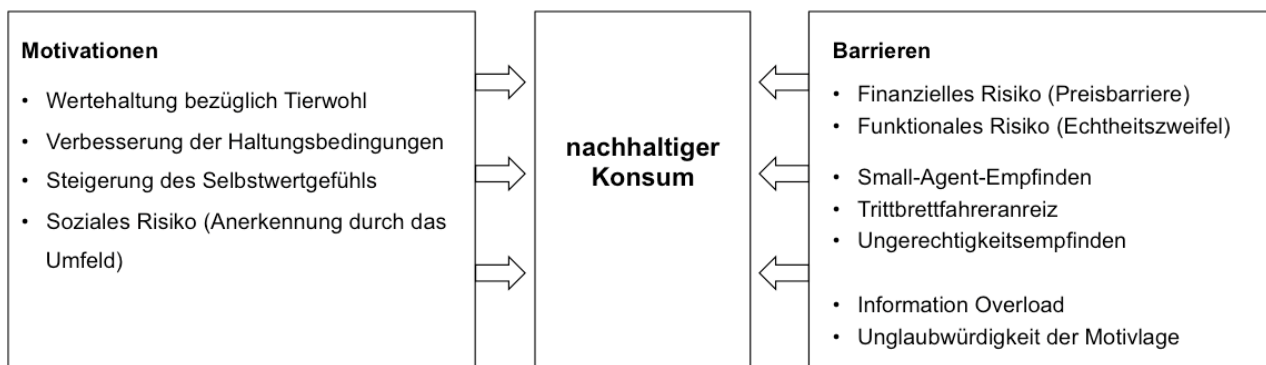 Motivationen
• Wertehaltung bezüglich Tierwohl
• Verbesserung der Haltungsbedingungen
• Steigerung des Selbstwertgefühls
• Soziales Risiko (Anerkennung durch das
Umfeld)
nachhaltiger
Konsum
Barrieren
• Finanzielles Risiko (Preisbarriere)
• Funktionales Risiko (Echtheitszweifel)
• Small-Agent-Empfinden
• Trittbrettfahreranreiz
• Ungerechtigkeitsempfinden
• Information Overload
• Unglaubwürdigkeit der Motivlage